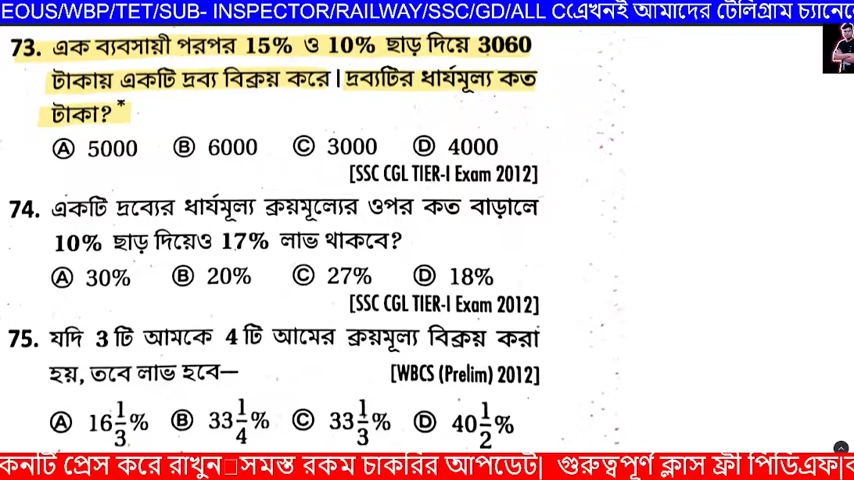 EOUS/WBP/TET/SUB- INSPECTOR/RAILWAY/SSC/GD/ALL এখনই আমাদের টেলিগ্রাম
73. এক ব্যবসায়ী পরপর 15% ও 10% ছাড় দিয়ে 3060
টাকায় একটি দ্রব্য বিক্রয় করে | দ্রব্যটির ধার্যমূল্য কত
টাকা? *
Ⓐ 5000 Ⓑ 6000 Ⓒ 3000 Ⓓ 4000
[SSC CGL TIER-I Exam 2012]
74. একটি দ্রব্যের ধার্যমূল্য ক্রয়মূল্যের ওপর কত বাড়ালে
10% ছাড় দিয়েও 17% লাভ থাকবে?
Ⓐ 30% Ⓑ 20% Ⓒ 27% Ⓓ 18%
[SSC CGL TIER-I Exam 2012]
75. যদি 3 টি আমকে 4 টি আমের ক্রয়মূল্য বিক্রয় করা
হয়, তবে লাভ হবে— [WBCS (Prelim) 2012]
Ⓐ 16 1/3% Ⓑ 33 1/4% Ⓒ 33 1/3% Ⓓ 40 1/2%
কনটি প্রেস করে রাখুন□সমস্ত রকম চাকরির আপডেট| গুরুত্বপূর্ণ ক্লাস ফ্রী পিডিএফ|